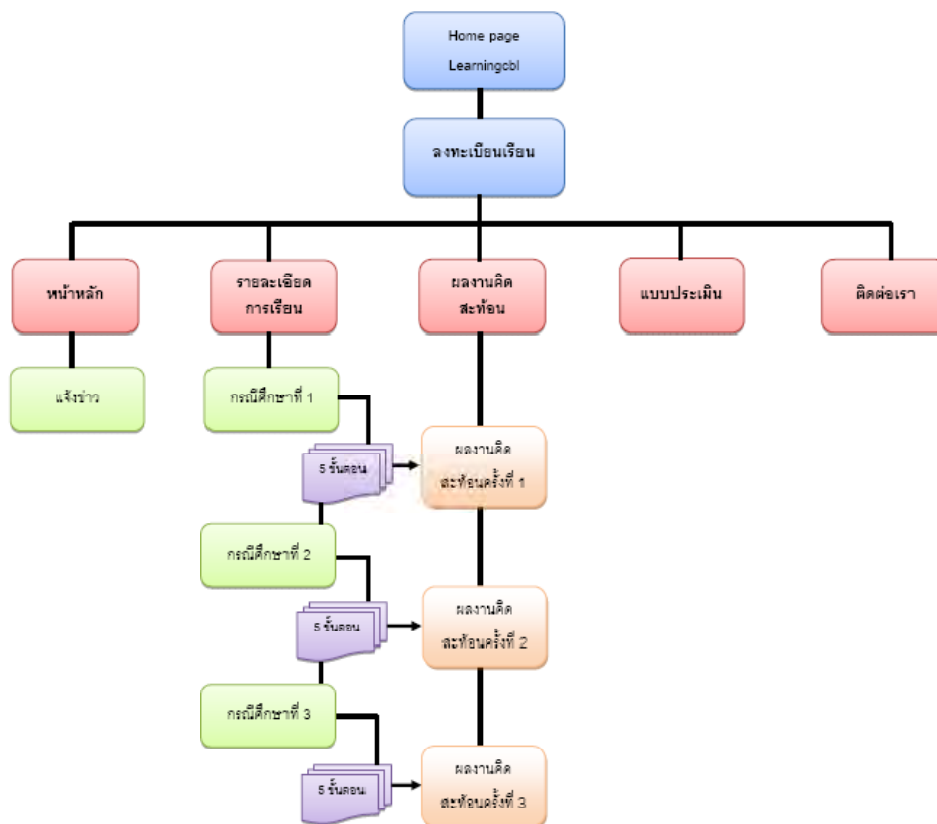 Home page
Learningcbl
ลงทะเบียนเรียน
หน้าหลัก
รายละเอียด
การเรียน
ผลงานคิด
สะท้อน
แบบประเมิน
ติดต่อเรา
แจ้งข่าว
กรณีศึกษาที่ 1
5 ขั้นตอน
ผลงานคิด
สะท้อนครั้งที่ 1
กรณีศึกษาที่ 2
5 ขั้นตอน
ผลงานคิด
สะท้อนครั้งที่ 2
กรณีศึกษาที่ 3
5 ขั้นตอน
ผลงานคิด
สะท้อนครั้งที่ 3